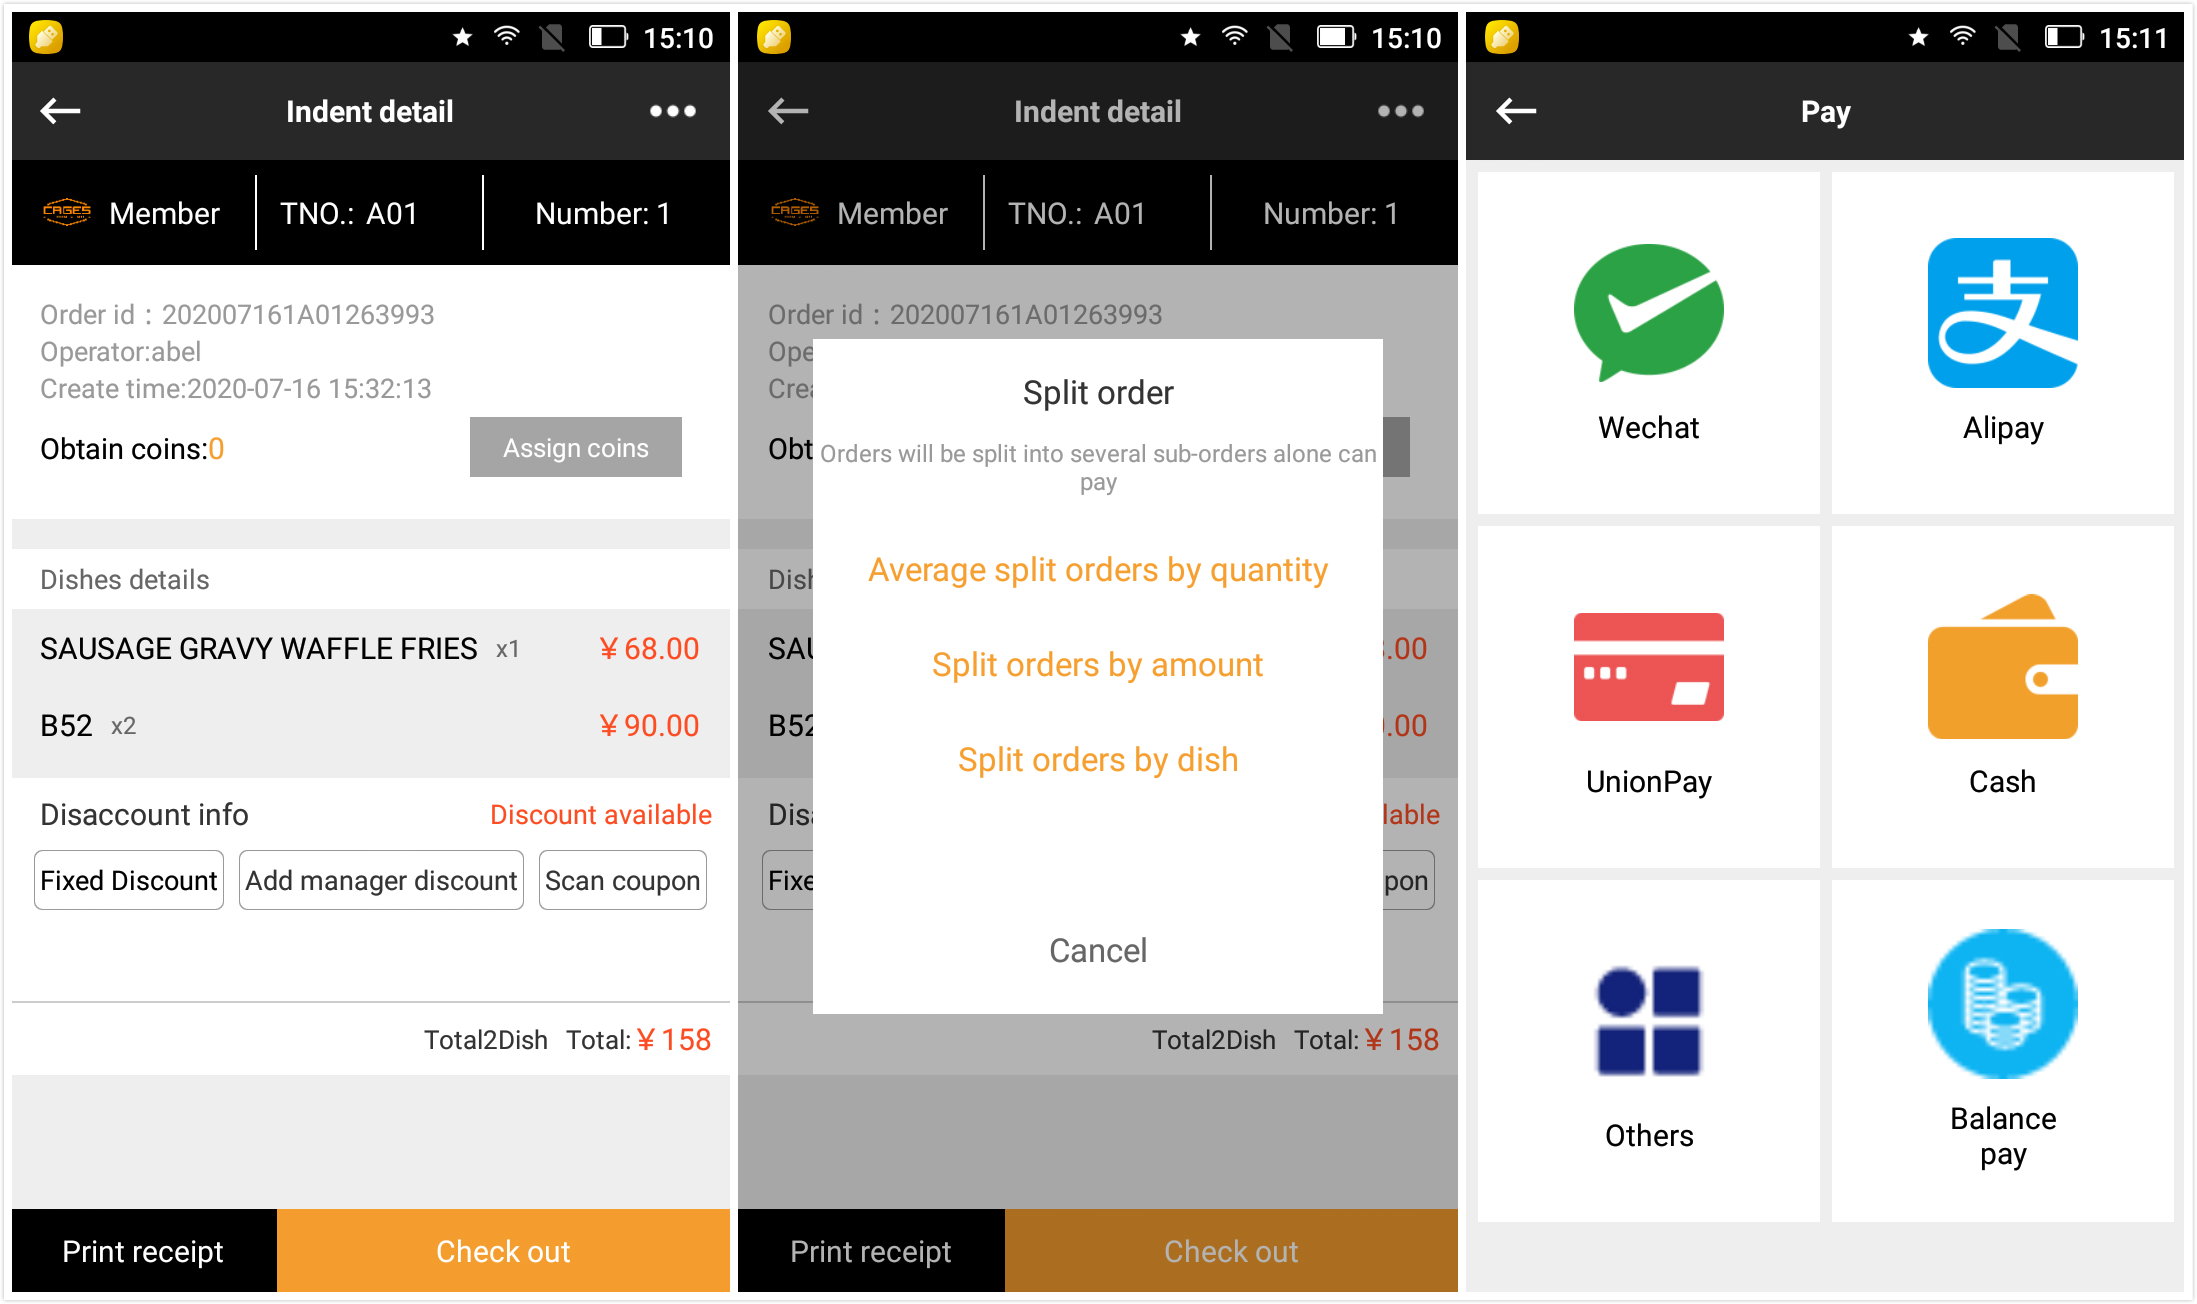 15:10
Indent detail
CAGES
Member
TNO.: A01
Number: 1
Order id：202007161A01263993
Operator:abel
Create time:2020-07-16 15:32:13
Obtain coins:0
Assign coins
Dishes details
SAUSAGE GRAVY WAFFLE FRIES x1 ¥68.00
B52 x2 ¥90.00
Disaccount info
Discount available
Fixed Discount
Add manager discount
Scan coupon
Total2Dish Total:¥158
Print receipt
Check out
15:10
Indent detail
CAGES
Member
TNO.: A01
Number: 1
Order id：202007161A01263993
Ope
Crea
Obt
Split order
Orders will be split into several sub-orders alone can
pay
Average split orders by quantity
Split orders by amount
Split orders by dish
Cancel
Dish
SAU .00
B52 .00
Dis lable
Fixe pon
Total2Dish Total:¥158
Print receipt
Check out
15:11
Pay
Wechat
支
Alipay
UnionPay
Cash
Others
Balance
pay